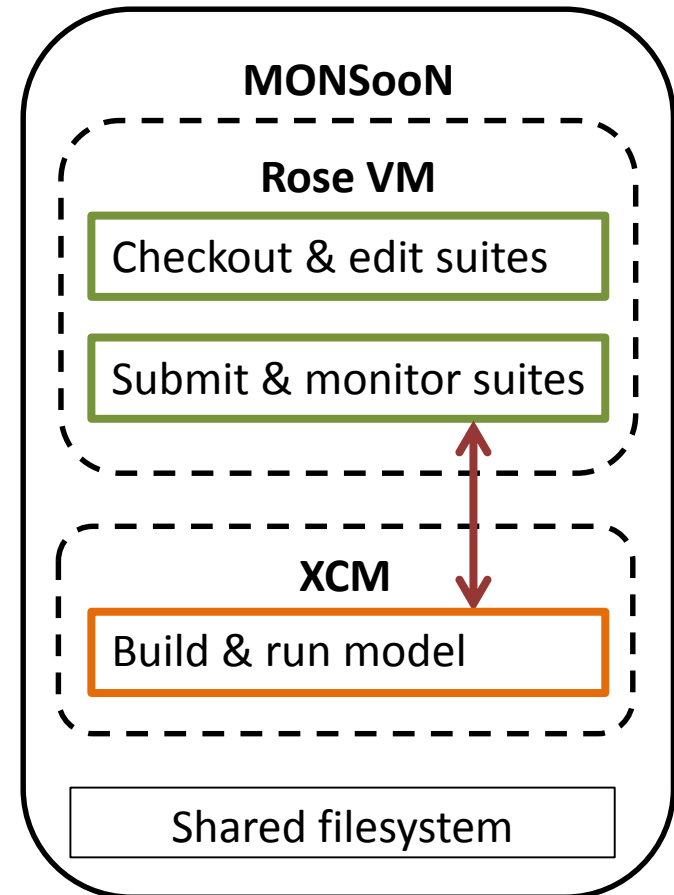 MONSooN
Rose VM
Checkout & edit suites
Submit & monitor suites
XCM
Build & run model
Shared filesystem